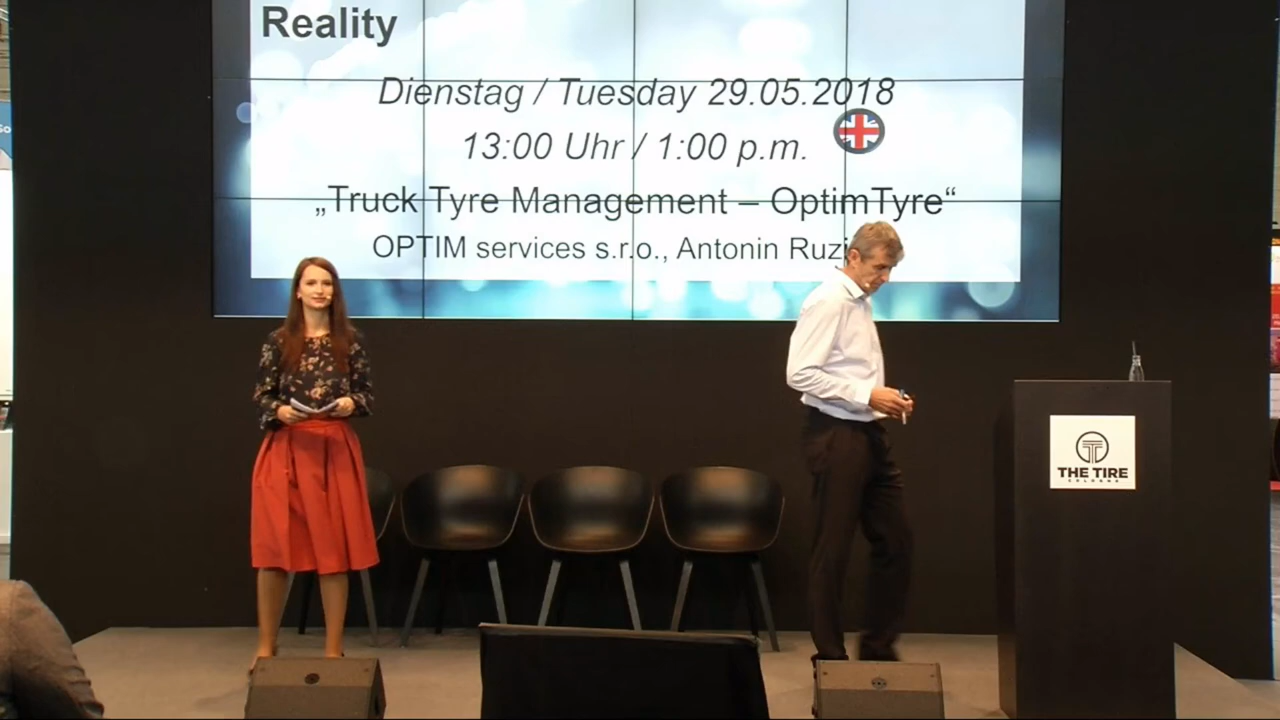 Reality
Dienstag / Tuesday 29.05.2018
13:00 Uhr / 1:00 p.m.
„Truck Tyre Management – OptimTyre“
OPTIM services s.r.o., Antonin
THE TIRE
COLOGNE